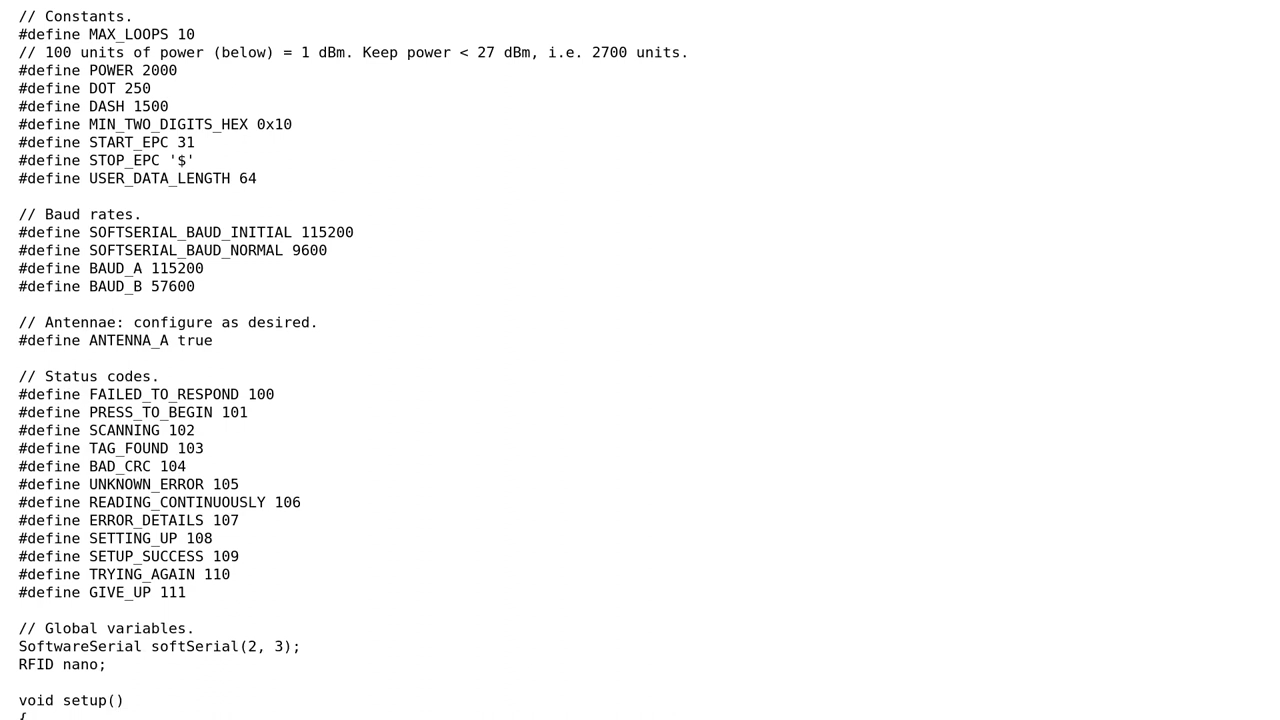 // Constants.
#define MAX_LOOPS 10
// 100 units of power (below) = 1 dBm. Keep power < 27 dBm, i.e. 2700 units.
#define POWER 2000
#define DOT 250
#define DASH 1500
#define MIN_TWO_DIGITS_HEX 0x10
#define START_EPC 31
#define STOP_EPC '$'
#define USER_DATA_LENGTH 64

// Baud rates.
#define SOFTSERIAL_BAUD_INITIAL 115200
#define SOFTSERIAL_BAUD_NORMAL 9600
#define BAUD_A 115200
#define BAUD_B 57600

// Antennae: configure as desired.
#define ANTENNA_A true

// Status codes.
#define FAILED_TO_RESPOND 100
#define PRESS_TO_BEGIN 101
#define SCANNING 102
#define TAG_FOUND 103
#define BAD_CRC 104
#define UNKNOWN_ERROR 105
#define READING_CONTINUOUSLY 106
#define ERROR_DETAILS 107
#define SETTING_UP 108
#define SETUP_SUCCESS 109
#define TRYING_AGAIN 110
#define GIVE_UP 111

// Global variables.
SoftwareSerial softSerial(2, 3);
RFID nano;

void setup()
{